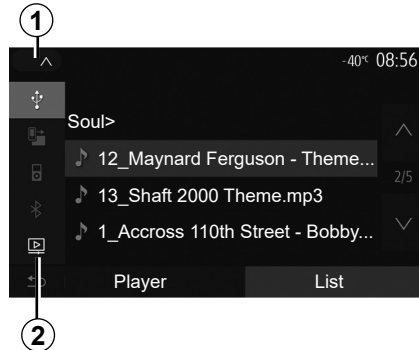 1
-40°C 08:56
Soul>
12_Maynard Ferguson - Theme...
13_Shaft 2000 Theme.mp3
2/5
1_Accross 110th Street - Bobby...
Player List
2